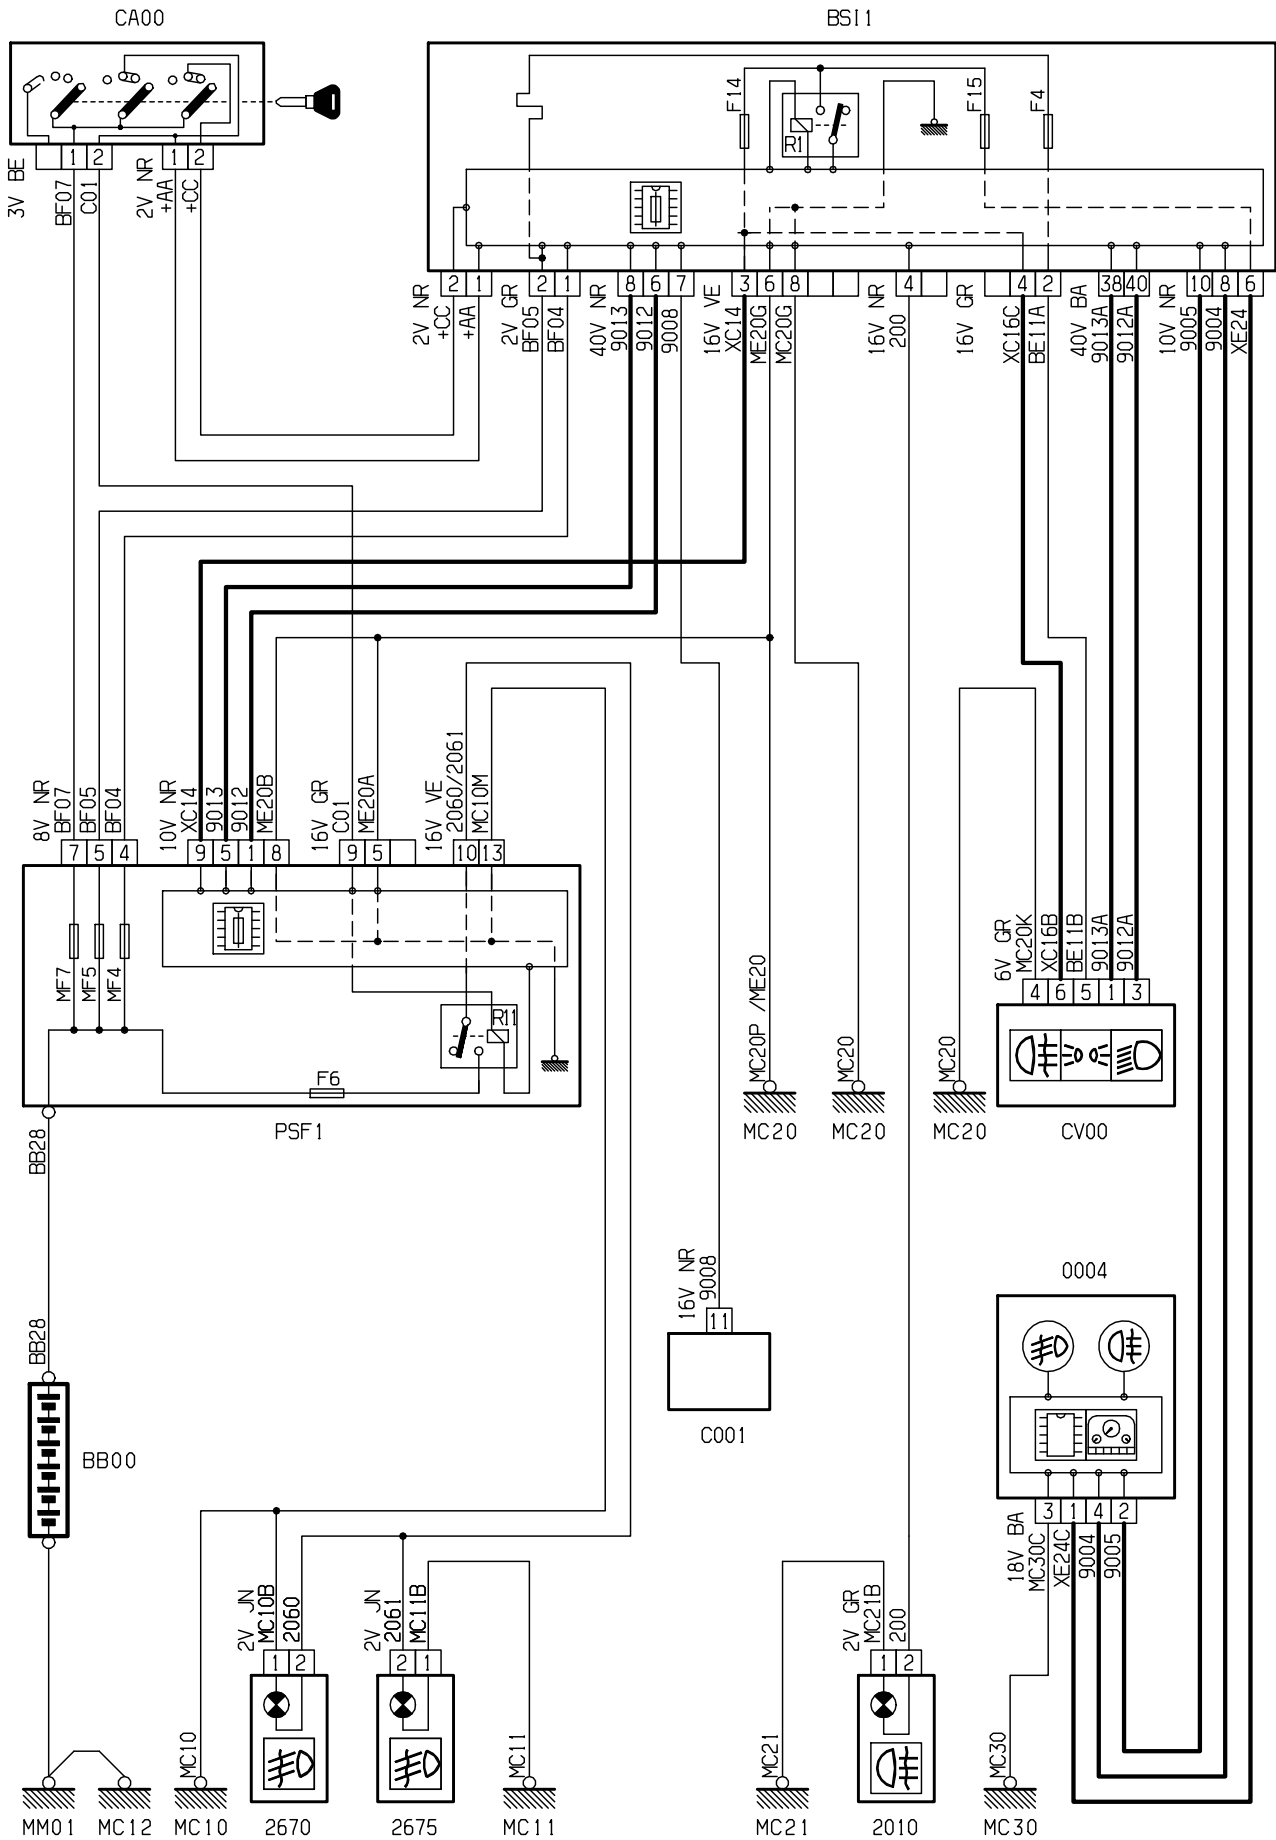 CA00
BSI1
F14
F15
F4
R1
1 2
1 2
3V BE
BF07
C01
2V NR
+AA
+CC
2 1
2 1
8 6 7
3 6 8
4
4 2
38 40
10 8 6
2V NR
+CC
+AA
2V GR
BF05
BF04
40V NR
9013
9012
9008
16V VE
XC14
ME20G
MC20G
16V NR
200
16V GR
XC16C
BE11A
40V BA
9013A
9012A
10V NR
9005
9004
XE24
8V NR
BF07
BF05
BF04
10V NR
XC14
9013
9012
ME20B
16V GR
C01
ME20A
16V VE
2060/2061
MC10M
7 5 4
9 5 1 8
9 5
10 13
MF7
MF5
MF4
R11
F6
PSF1
MC20P /ME20
MC20
MC20
MC20
MC20
MC20
6V GR
MC20K
XC16B
BE11B
9013A
9012A
4 6 5 1 3
CV00
BB28
BB28
BB00
16V NR
9008
11
C001
0004
3 1 4 2
18V BA
MC30C
XE24C
9004
9005
2V JN
MC10B
2060
2V JN
2061
MC11B
2V GR
MC21B
200
1 2
2 1
1 2
MC10
MC11
MC21
MC30
MM01
MC12
MC10
2670
2675
MC11
MC21
2010
MC30